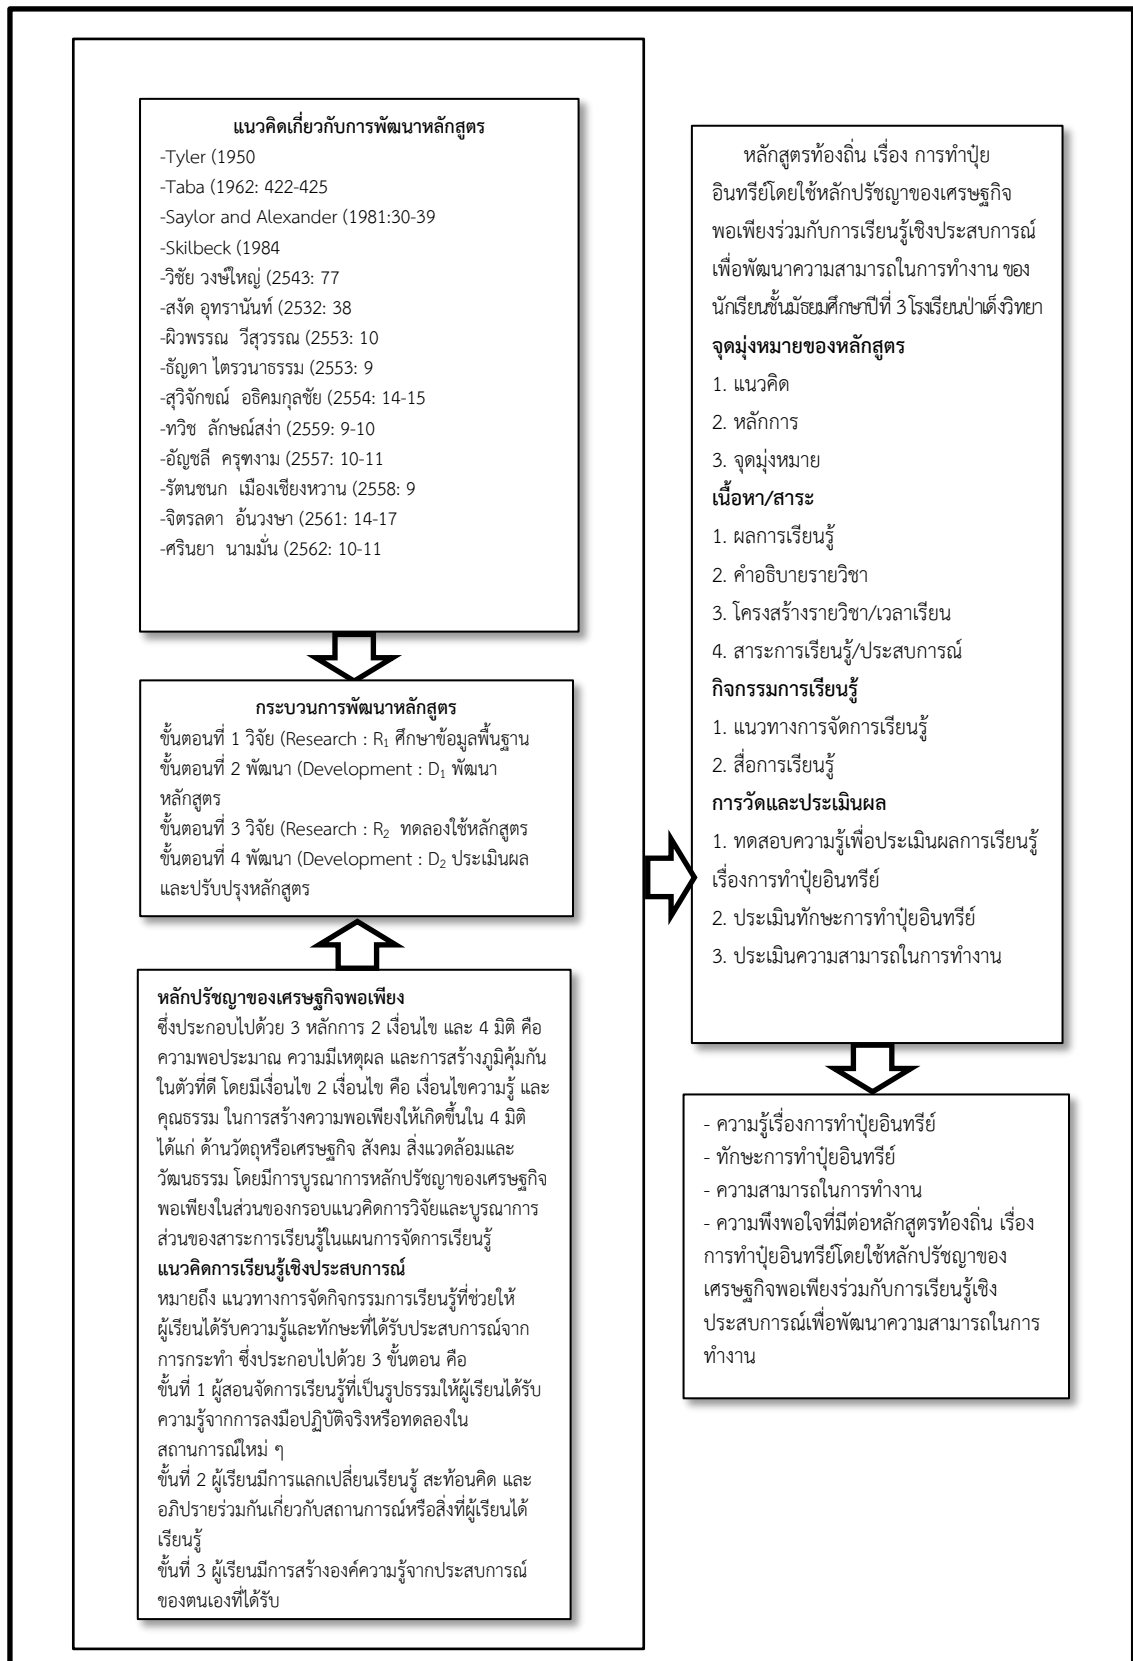 แนวคิดเกี่ยวกับการพัฒนาหลักสูตร
-Tyler (1950
-Taba (1962: 422-425
-Saylor and Alexander (1981:30-39
-Skilbeck (1984
-วิชัย วงษ์ใหญ่ (2543: 77
-สงัด อุทรานันท์ (2532: 38
-ผิวพรรณ วีสุวรรณ (2553: 10
-ธัญดา ไตรวนาธรรม (2553: 9
-สุวิจักขณ์ อธิคมกุลชัย (2554: 14-15
-ทวิช ลักษณ์สง่า (2559: 9-10
-อัญชลี ครุฑงาม (2557: 10-11
-รัตนชนก เมืองเชียงหวาน (2558: 9
-จิตรลดา อ้นวงษา (2561: 14-17
-ศรินยา นามมั่น (2562: 10-11
กระบวนการพัฒนาหลักสูตร
ขั้นตอนที่ 1 วิจัย (Research : R₁ ศึกษาข้อมูลพื้นฐาน
ขั้นตอนที่ 2 พัฒนา (Development : D₁ พัฒนา
หลักสูตร
ขั้นตอนที่ 3 วิจัย (Research : R₂ ทดลองใช้หลักสูตร
ขั้นตอนที่ 4 พัฒนา (Development : D₂ ประเมินผล
และปรับปรุงหลักสูตร
หลักปรัชญาของเศรษฐกิจพอเพียง
ซึ่งประกอบไปด้วย 3 หลักการ 2 เงื่อนไข และ 4 มิติ คือ
ความพอประมาณ ความมีเหตุผล และการสร้างภูมิคุ้มกัน
ในตัวที่ดี โดยมีเงื่อนไข 2 เงื่อนไข คือ เงื่อนไขความรู้ และ
คุณธรรม ในการสร้างความพอเพียงให้เกิดขึ้นใน 4 มิติ
ได้แก่ ด้านวัตถุหรือเศรษฐกิจ สังคม สิ่งแวดล้อมและ
วัฒนธรรม โดยมีการบูรณาการหลักปรัชญาของเศรษฐกิจ
พอเพียงในส่วนของกรอบแนวคิดการวิจัยและบูรณาการ
ส่วนของสาระการเรียนรู้ในแผนการจัดการเรียนรู้
แนวคิดการเรียนรู้เชิงประสบการณ์
หมายถึง แนวทางการจัดกิจกรรมการเรียนรู้ที่ช่วยให้
ผู้เรียนได้รับความรู้และทักษะที่ได้รับประสบการณ์จาก
การกระทำ ซึ่งประกอบไปด้วย 3 ขั้นตอน คือ
ขั้นที่ 1 ผู้สอนจัดการเรียนรู้ที่เป็นรูปธรรมให้ผู้เรียนได้รับ
ความรู้จากการลงมือปฏิบัติจริงหรือทดลองใน
สถานการณ์ใหม่ ๆ
ขั้นที่ 2 ผู้เรียนมีการแลกเปลี่ยนเรียนรู้ สะท้อนคิด และ
อภิปรายร่วมกันเกี่ยวกับสถานการณ์หรือสิ่งที่ผู้เรียนได้
เรียนรู้
ขั้นที่ 3 ผู้เรียนมีการสร้างองค์ความรู้จากประสบการณ์
ของตนเองที่ได้รับ
หลักสูตรท้องถิ่น เรื่อง การทำปุ๋ย
อินทรีย์โดยใช้หลักปรัชญาของเศรษฐกิจ
พอเพียงร่วมกับการเรียนรู้เชิงประสบการณ์
เพื่อพัฒนาความสามารถในการทำงาน ของ
นักเรียนชั้นมัธยมศึกษาปีที่ 3 โรงเรียนป่าเด็งวิทยา
จุดมุ่งหมายของหลักสูตร
1. แนวคิด
2. หลักการ
3. จุดมุ่งหมาย
เนื้อหา/สาระ
1. ผลการเรียนรู้
2. คำอธิบายรายวิชา
3. โครงสร้างรายวิชา/เวลาเรียน
4. สาระการเรียนรู้/ประสบการณ์
กิจกรรมการเรียนรู้
1. แนวทางการจัดการเรียนรู้
2. สื่อการเรียนรู้
การวัดและประเมินผล
1. ทดสอบความรู้เพื่อประเมินผลการเรียนรู้
เรื่องการทำปุ๋ยอินทรีย์
2. ประเมินทักษะการทำปุ๋ยอินทรีย์
3. ประเมินความสามารถในการทำงาน
- ความรู้เรื่องการทำปุ๋ยอินทรีย์
- ทักษะการทำปุ๋ยอินทรีย์
- ความสามารถในการทำงาน
- ความพึงพอใจที่มีต่อหลักสูตรท้องถิ่น เรื่อง
การทำปุ๋ยอินทรีย์โดยใช้หลักปรัชญาของ
เศรษฐกิจพอเพียงร่วมกับการเรียนรู้เชิง
ประสบการณ์เพื่อพัฒนาความสามารถในการ
ทำงาน